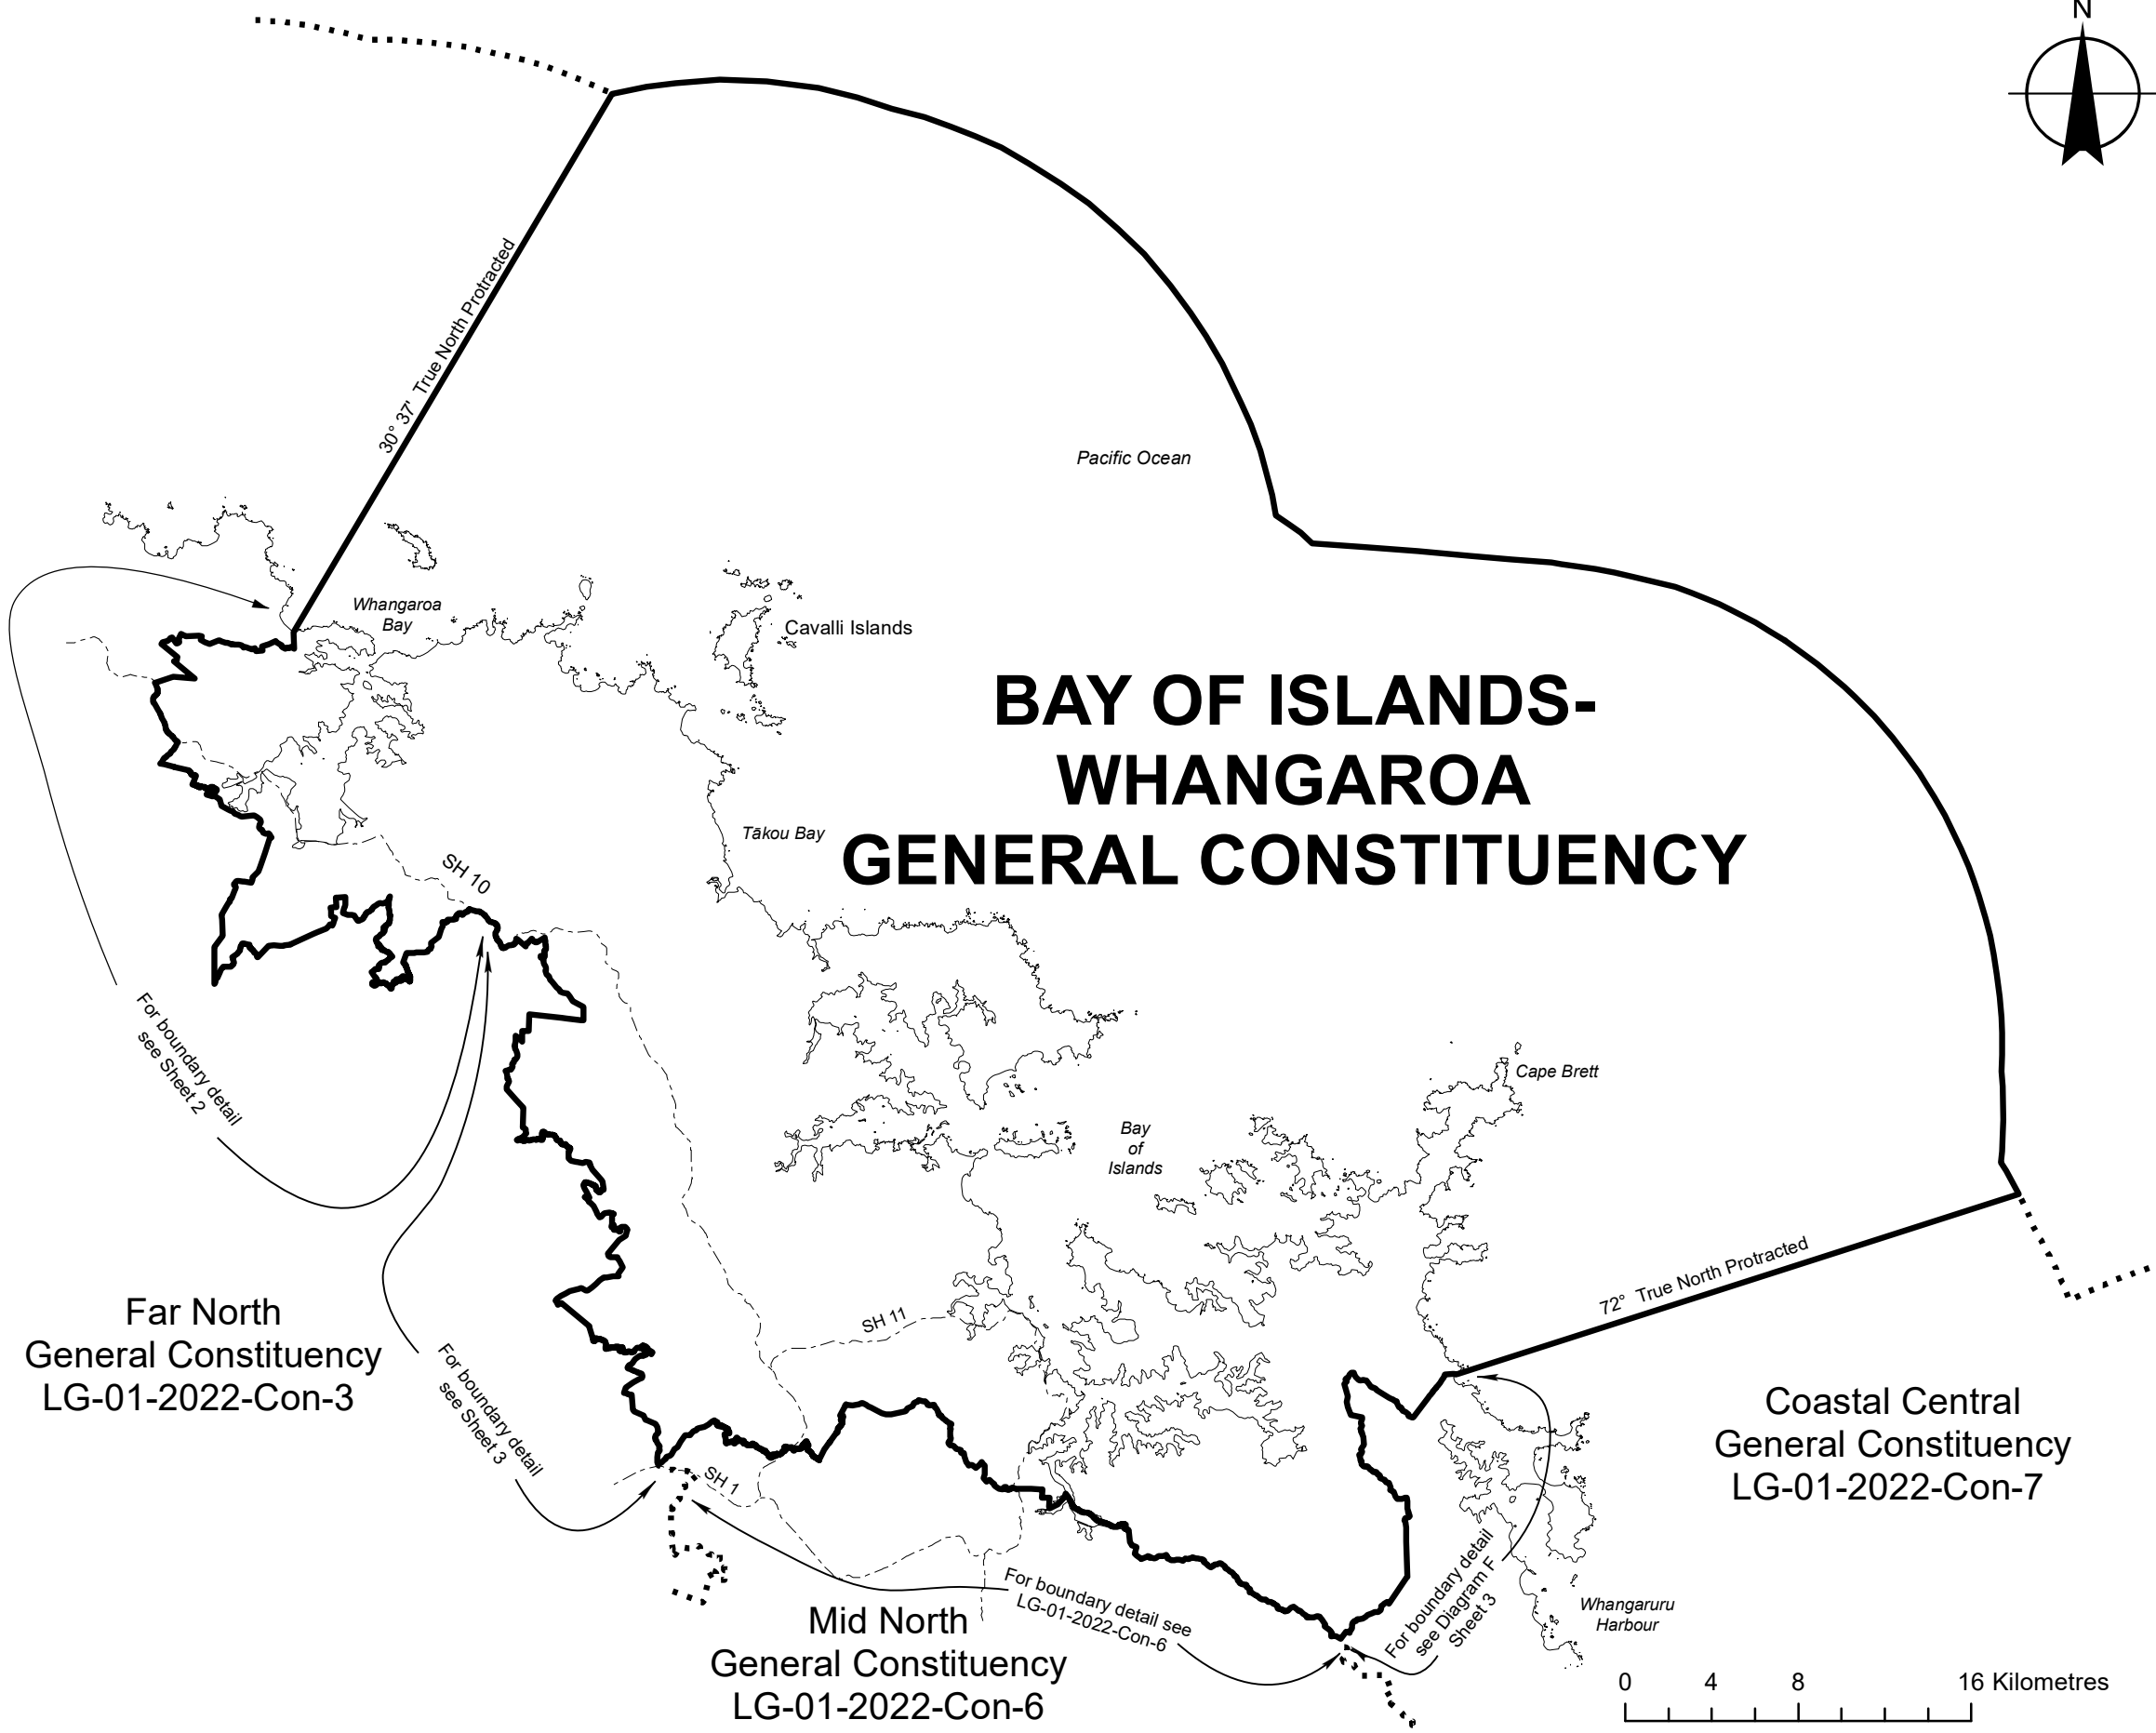 N
30° 37' True North Protracted
Pacific Ocean
Whangaroa
Bay
Cavalli Islands
BAY OF ISLANDS-
WHANGAROA
GENERAL CONSTITUENCY
Tākou Bay
SH 10
For boundary detail
see Sheet 2
Cape Brett
Bay
of
Islands
72° True North Protracted
Far North
General Constituency
LG-01-2022-Con-3
SH 11
For boundary detail
see Sheet 3
Coastal Central
General Constituency
LG-01-2022-Con-7
SH 1
For boundary detail see
LG-01-2022-Con-6
For boundary detail
see Diagram F
Sheet 3
Whangaruru
Harbour
Mid North
General Constituency
LG-01-2022-Con-6
0 4 8 16 Kilometres